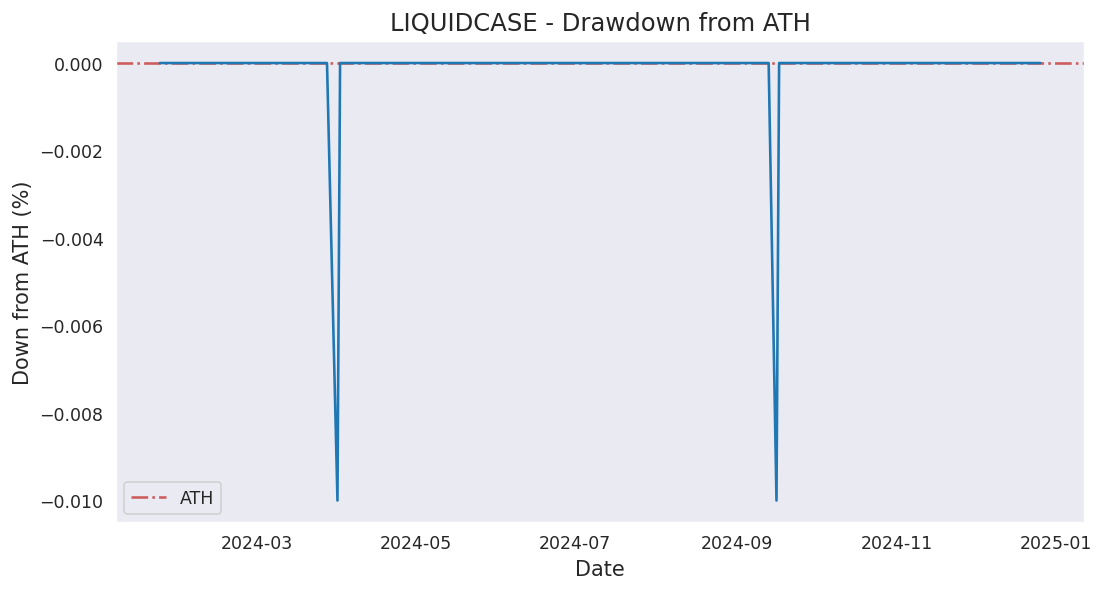 LIQUIDCASE - Drawdown from ATH
Down from ATH (%)
0.000
−0.002
−0.004
−0.006
−0.008
−0.010
ATH
2024-03 2024-05 2024-07 2024-09 2024-11 2025-01
Date